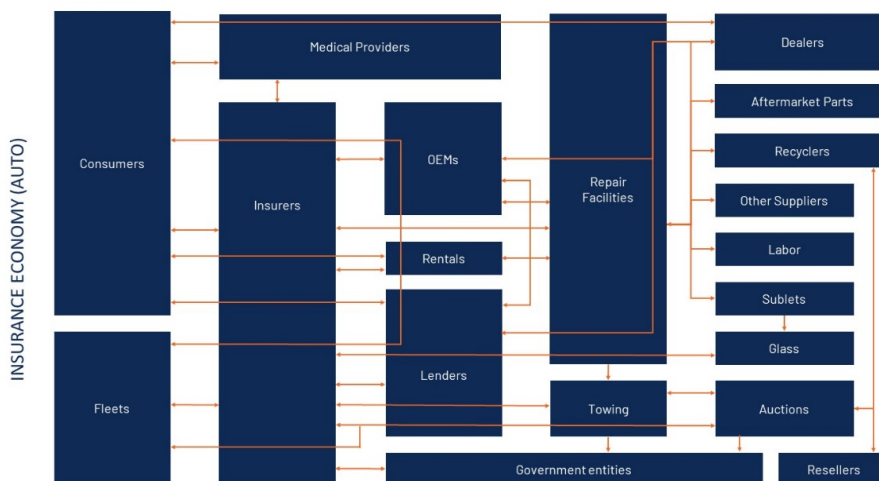 INSURANCE ECONOMY (AUTO)
Medical Providers
Dealers
Aftermarket Parts
Consumers
OEMs
Recyclers
Repair
Facilities
Insurers
Other Suppliers
Rentals
Labor
Sublets
Glass
Lenders
Fleets
Towing
Auctions
Government entities
Resellers